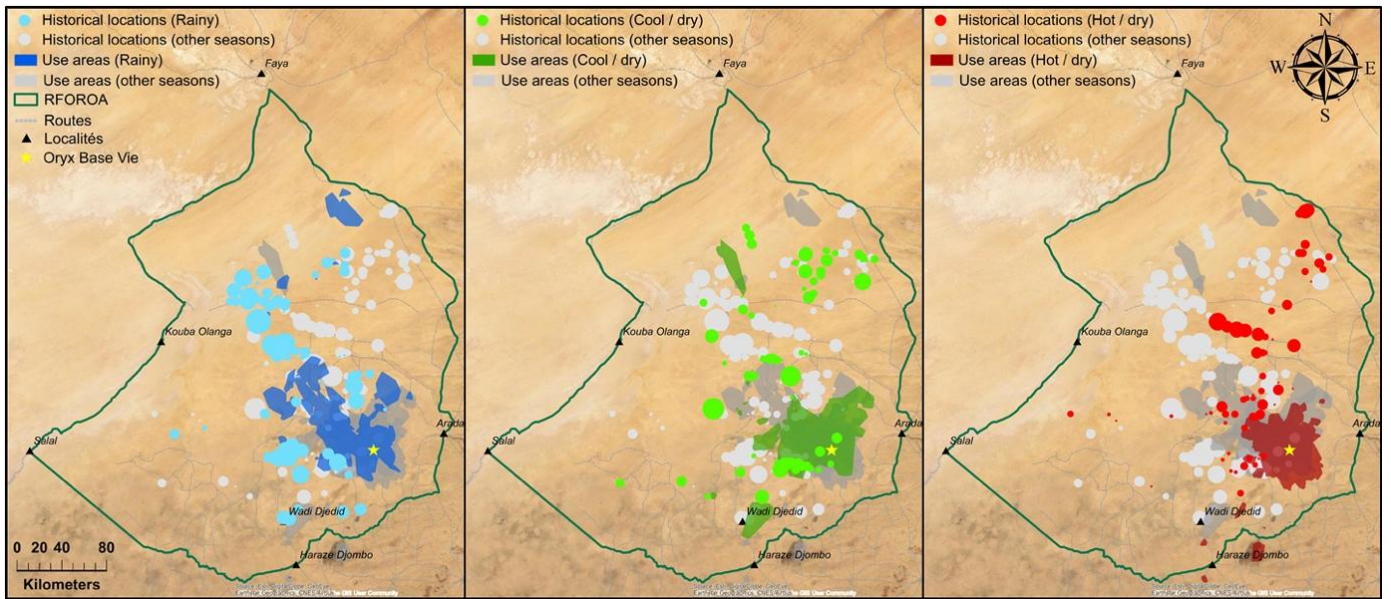 Historical locations (Rainy)
Historical locations (other seasons)
Use areas (Rainy)
Use areas (other seasons)
RFOROA
Routes
Localités
Oryx Base Vie
Faya
Kouba Olanga
Salal
Arada
Wadi Djedid
Haraze Djombo
0 20 40 80
Kilometers
Historical locations (Cool / dry)
Historical locations (other seasons)
Use areas (Cool / dry)
Use areas (other seasons)
Faya
Kouba Olanga
Salal
Arada
Wadi Djedid
Haraze Djombo
Historical locations (Hot / dry)
Historical locations (other seasons)
Use areas (Hot / dry)
Use areas (other seasons)
N
W E
S
Faya
Kouba Olanga
Salal
Arada
Wadi Djedid
Haraze Djombo